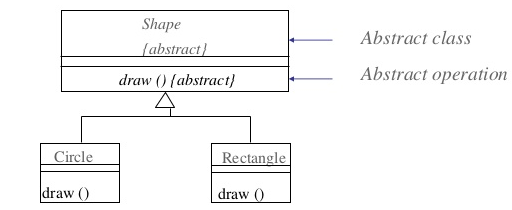 Shape
{abstract}
Abstract class
draw () {abstract}
Abstract operation
Circle
draw ()
Rectangle
draw ()